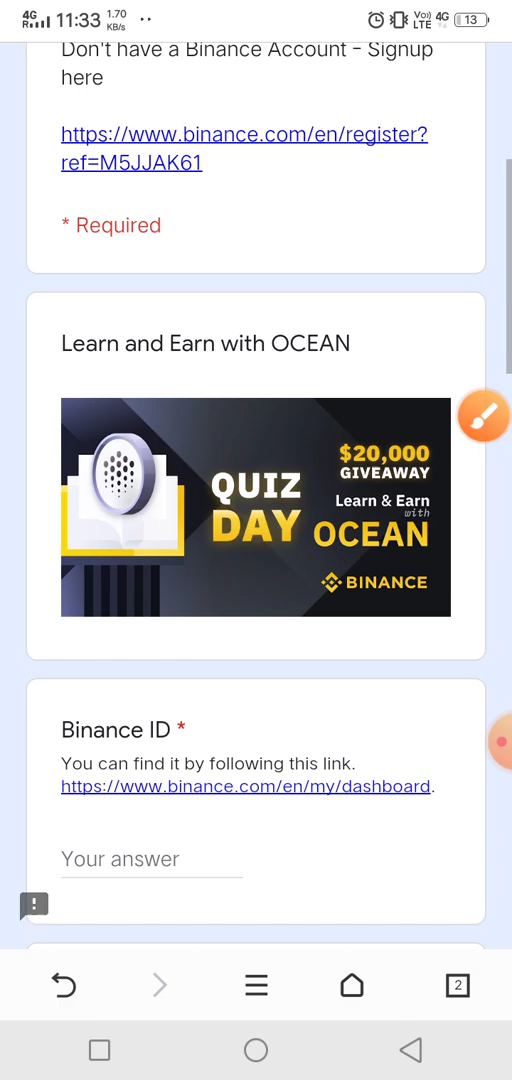 4G 11:33 1.70 KB/s Vo) LTE 4G 13
Don't have a Binance Account - Signup
here
https://www.binance.com/en/register?
ref=M5JJAK61
* Required
Learn and Earn with OCEAN
$20,000
GIVEAWAY
QUIZ
DAY
Learn & Earn
with
OCEAN
BINANCE
Binance ID *
You can find it by following this link.
https://www.binance.com/en/my/dashboard.
Your answer
!
2